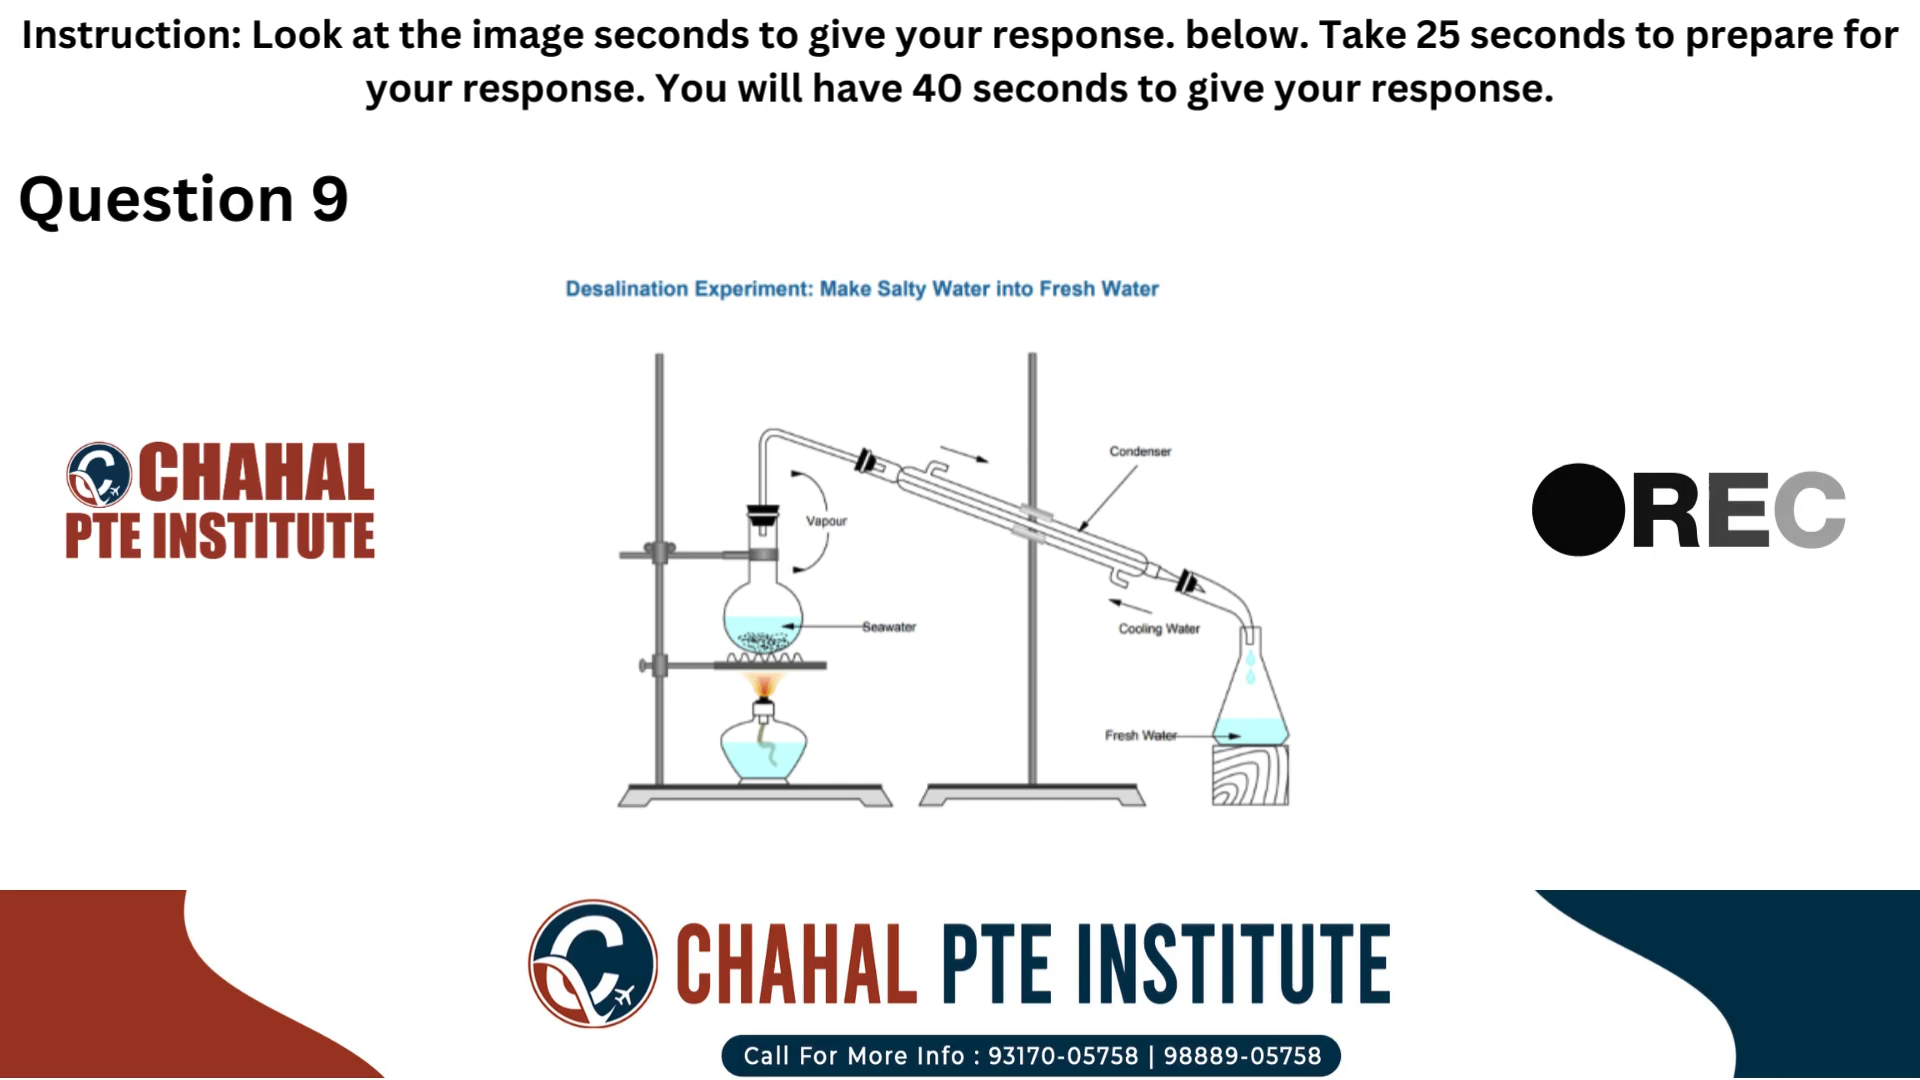 Instruction: Look at the image seconds to give your response. below. Take 25 seconds to prepare for
your response. You will have 40 seconds to give your response.
Question 9
Desalination Experiment: Make Salty Water into Fresh Water
Condenser
Vapour
Seawater
Cooling Water
Fresh Water
CHAHAL
PTE INSTITUTE
REC
CHAHAL PTE INSTITUTE
Call For More Info : 93170-05758 | 98889-05758